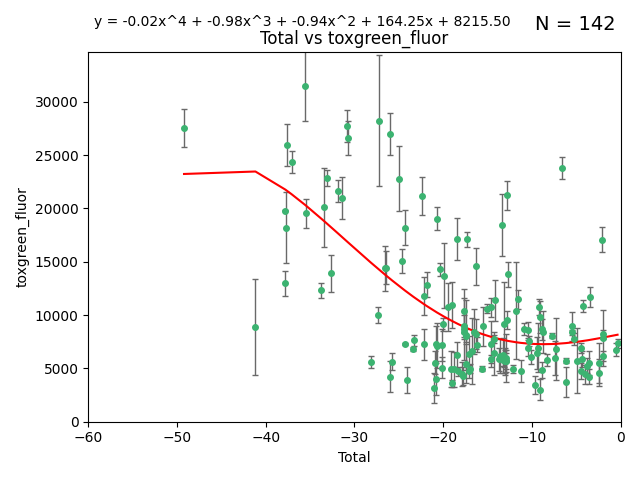 y = -0.02x^4 + -0.98x^3 + -0.94x^2 + 164.25x + 8215.50
N = 142
Total vs toxgreen_fluor
30000
25000
20000
15000
10000
5000
0
toxgreen_fluor
−60
−50
−40
−30
−20
−10
0
Total